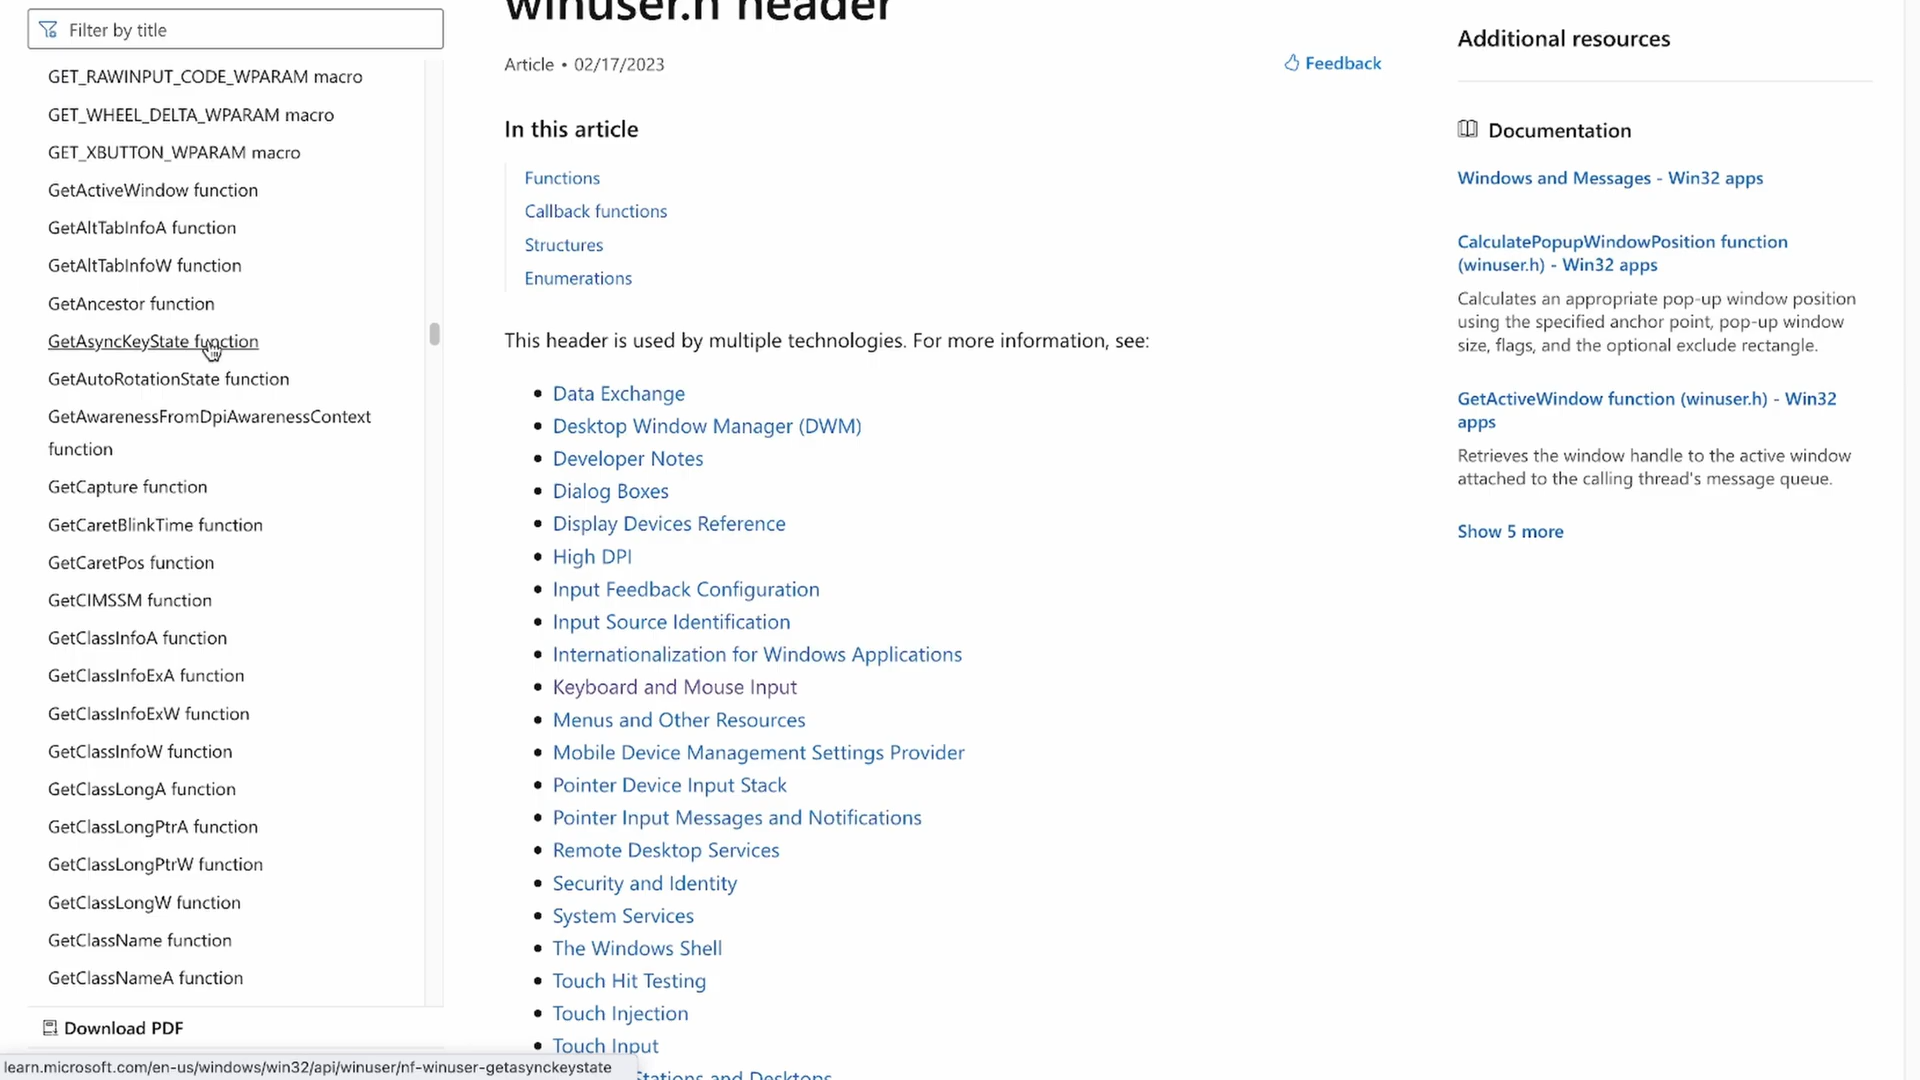 Filter by title
GET_RAWINPUT_CODE_WPARAM macro
GET_WHEEL_DELTA_WPARAM macro
GET_XBUTTON_WPARAM macro
GetActiveWindow function
GetAltTabInfoA function
GetAltTabInfoW function
GetAncestor function
GetAsyncKeyState function
GetAutoRotationState function
GetAwarenessFromDpiAwarenessContext
function
GetCapture function
GetCaretBlinkTime function
GetCaretPos function
GetCIMSSM function
GetClassInfoA function
GetClassInfoExA function
GetClassInfoExW function
GetClassInfoW function
GetClassLongA function
GetClassLongPtrA function
GetClassLongPtrW function
GetClassLongW function
GetClassName function
GetClassNameA function
Download PDF
learn.microsoft.com/en-us/windows/win32/api/winuser/nf-winuser-getasynckeystate
winuser.h header
Article • 02/17/2023
Feedback
In this article
Functions
Callback functions
Structures
Enumerations
This header is used by multiple technologies. For more information, see:
• Data Exchange
• Desktop Window Manager (DWM)
• Developer Notes
• Dialog Boxes
• Display Devices Reference
• High DPI
• Input Feedback Configuration
• Input Source Identification
• Internationalization for Windows Applications
• Keyboard and Mouse Input
• Menus and Other Resources
• Mobile Device Management Settings Provider
• Pointer Device Input Stack
• Pointer Input Messages and Notifications
• Remote Desktop Services
• Security and Identity
• System Services
• The Windows Shell
• Touch Hit Testing
• Touch Injection
• Touch Input
Stations and Desktops
Additional resources
Documentation
Windows and Messages - Win32 apps
CalculatePopupWindowPosition function
(winuser.h) - Win32 apps
Calculates an appropriate pop-up window position
using the specified anchor point, pop-up window
size, flags, and the optional exclude rectangle.
GetActiveWindow function (winuser.h) - Win32
apps
Retrieves the window handle to the active window
attached to the calling thread's message queue.
Show 5 more